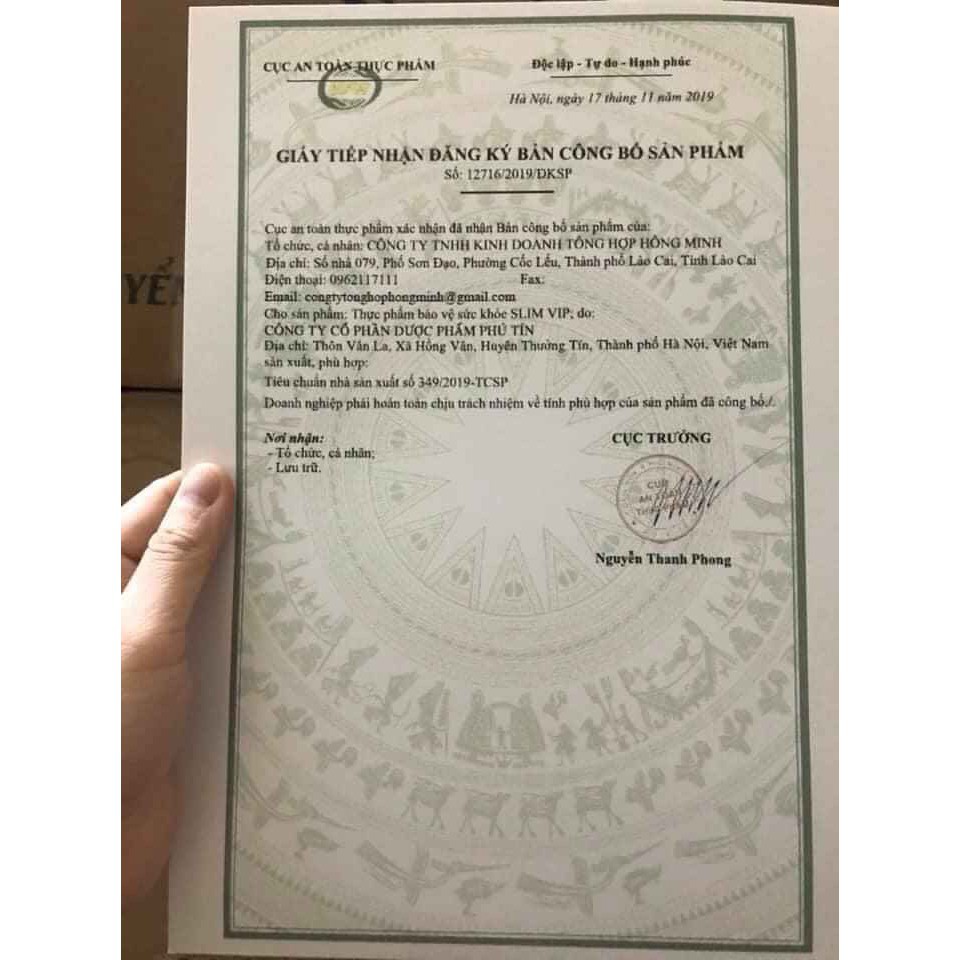 CỤC AN TOÀN THỰC PHẨM
Độc lập - Tự do - Hạnh phúc
VFA
Hà Nội, ngày 17 tháng 11 năm 2019
GIẤY TIẾP NHẬN ĐĂNG KÝ BẢN CÔNG BỐ SẢN PHẨM
Số: 12716/2019/ĐKSP
Cục an toàn thực phẩm xác nhận đã nhận Bản công bố sản phẩm của:
Tổ chức, cá nhân: CÔNG TY TNHH KINH DOANH TỔNG HỢP HỒNG MINH
Địa chỉ: Số nhà 079, Phố Sơn Đạo, Phường Cốc Lếu, Thành phố Lào Cai, Tỉnh Lào Cai
Điện thoại: 0962117111 Fax:
Email: congtytonghophongminh@gmail.com
Cho sản phẩm: Thực phẩm bảo vệ sức khỏe SLIM VIP; do:
CÔNG TY CỔ PHẦN DƯỢC PHẨM PHÚ TÍN
Địa chỉ: Thôn Vân La, Xã Hồng Vân, Huyện Thường Tín, Thành phố Hà Nội, Việt Nam
sản xuất, phù hợp:
Tiêu chuẩn nhà sản xuất số 349/2019-TCSP
Doanh nghiệp phải hoàn toàn chịu trách nhiệm về tính phù hợp của sản phẩm đã công bố./.
Nơi nhận:
- Tổ chức, cá nhân;
- Lưu trữ.
CỤC TRƯỞNG
CỤC
AN TOÀN
THỰC PHẨM
Nguyễn Thanh Phong